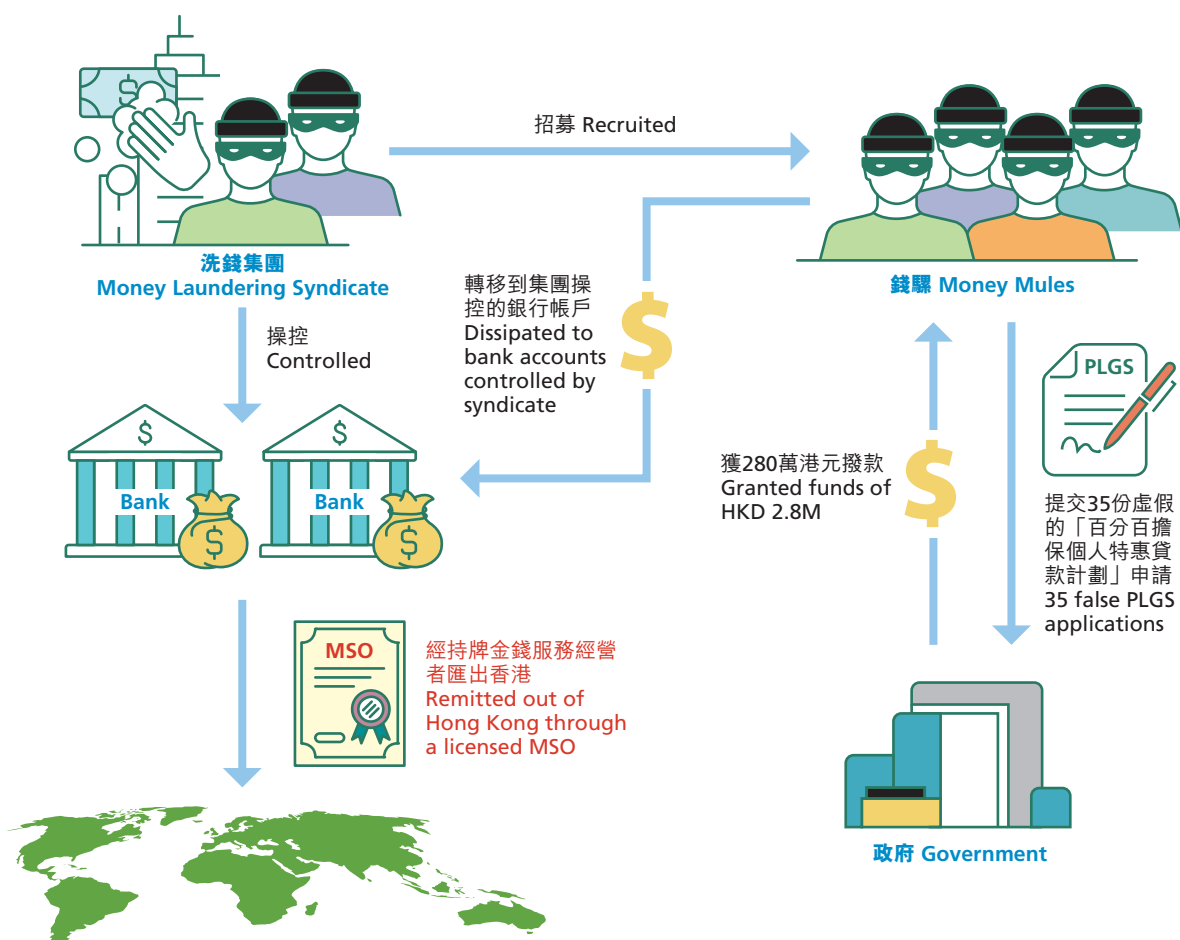 招募 Recruited
洗錢集團
Money Laundering Syndicate
錢騾 Money Mules
操控
Controlled
轉移到集團操
控的銀行帳戶
Dissipated to
bank accounts
controlled by
syndicate
$
$
$
Bank
Bank
$
$
獲280萬港元撥款
Granted funds of
HKD 2.8M
$
PLGS
提交35份虛假
的「百分百擔
保個人特惠貸
款計劃」申請
35 false PLGS
applications
MSO
經持牌金錢服務經營
者匯出香港
Remitted out of
Hong Kong through
a licensed MSO
政府 Government